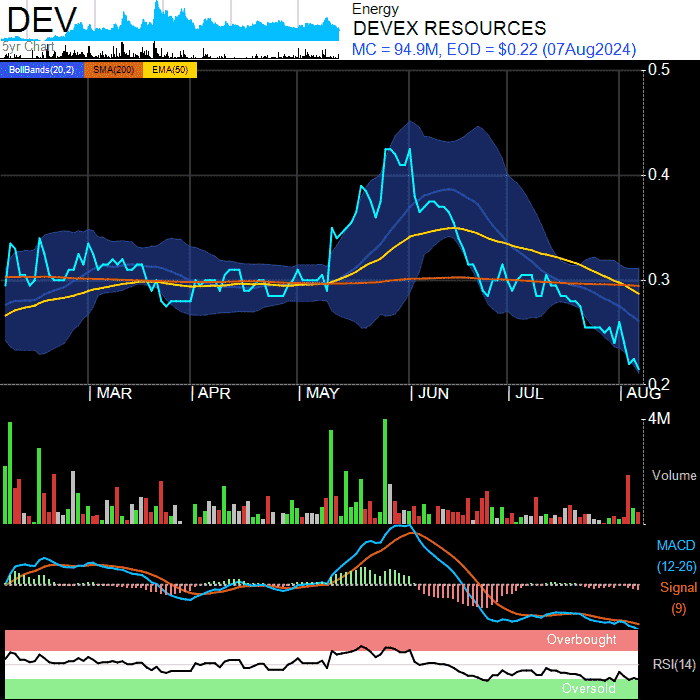 DEV
5yr Chart
Energy
DEVEX RESOURCES
MC = 94.9M, EOD = $0.22 (07Aug2024)
BollBands(20,2) SMA(200) EMA(50)
0.5
0.4
0.3
0.2
| MAR | APR | MAY | JUN | JUL | AUG
4M
Volume
MACD
(12-26)
Signal
(9)
Overbought
RSI(14)
Oversold